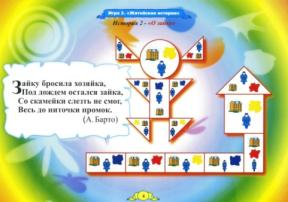 Игра 2. «Житейские истории»
История 2 - «О зайке»
Зайку бросила хозяйка,
Под дождем остался зайка,
Со скамейки слезть не смог,
Весь до ниточки промок.
(А. Барто)